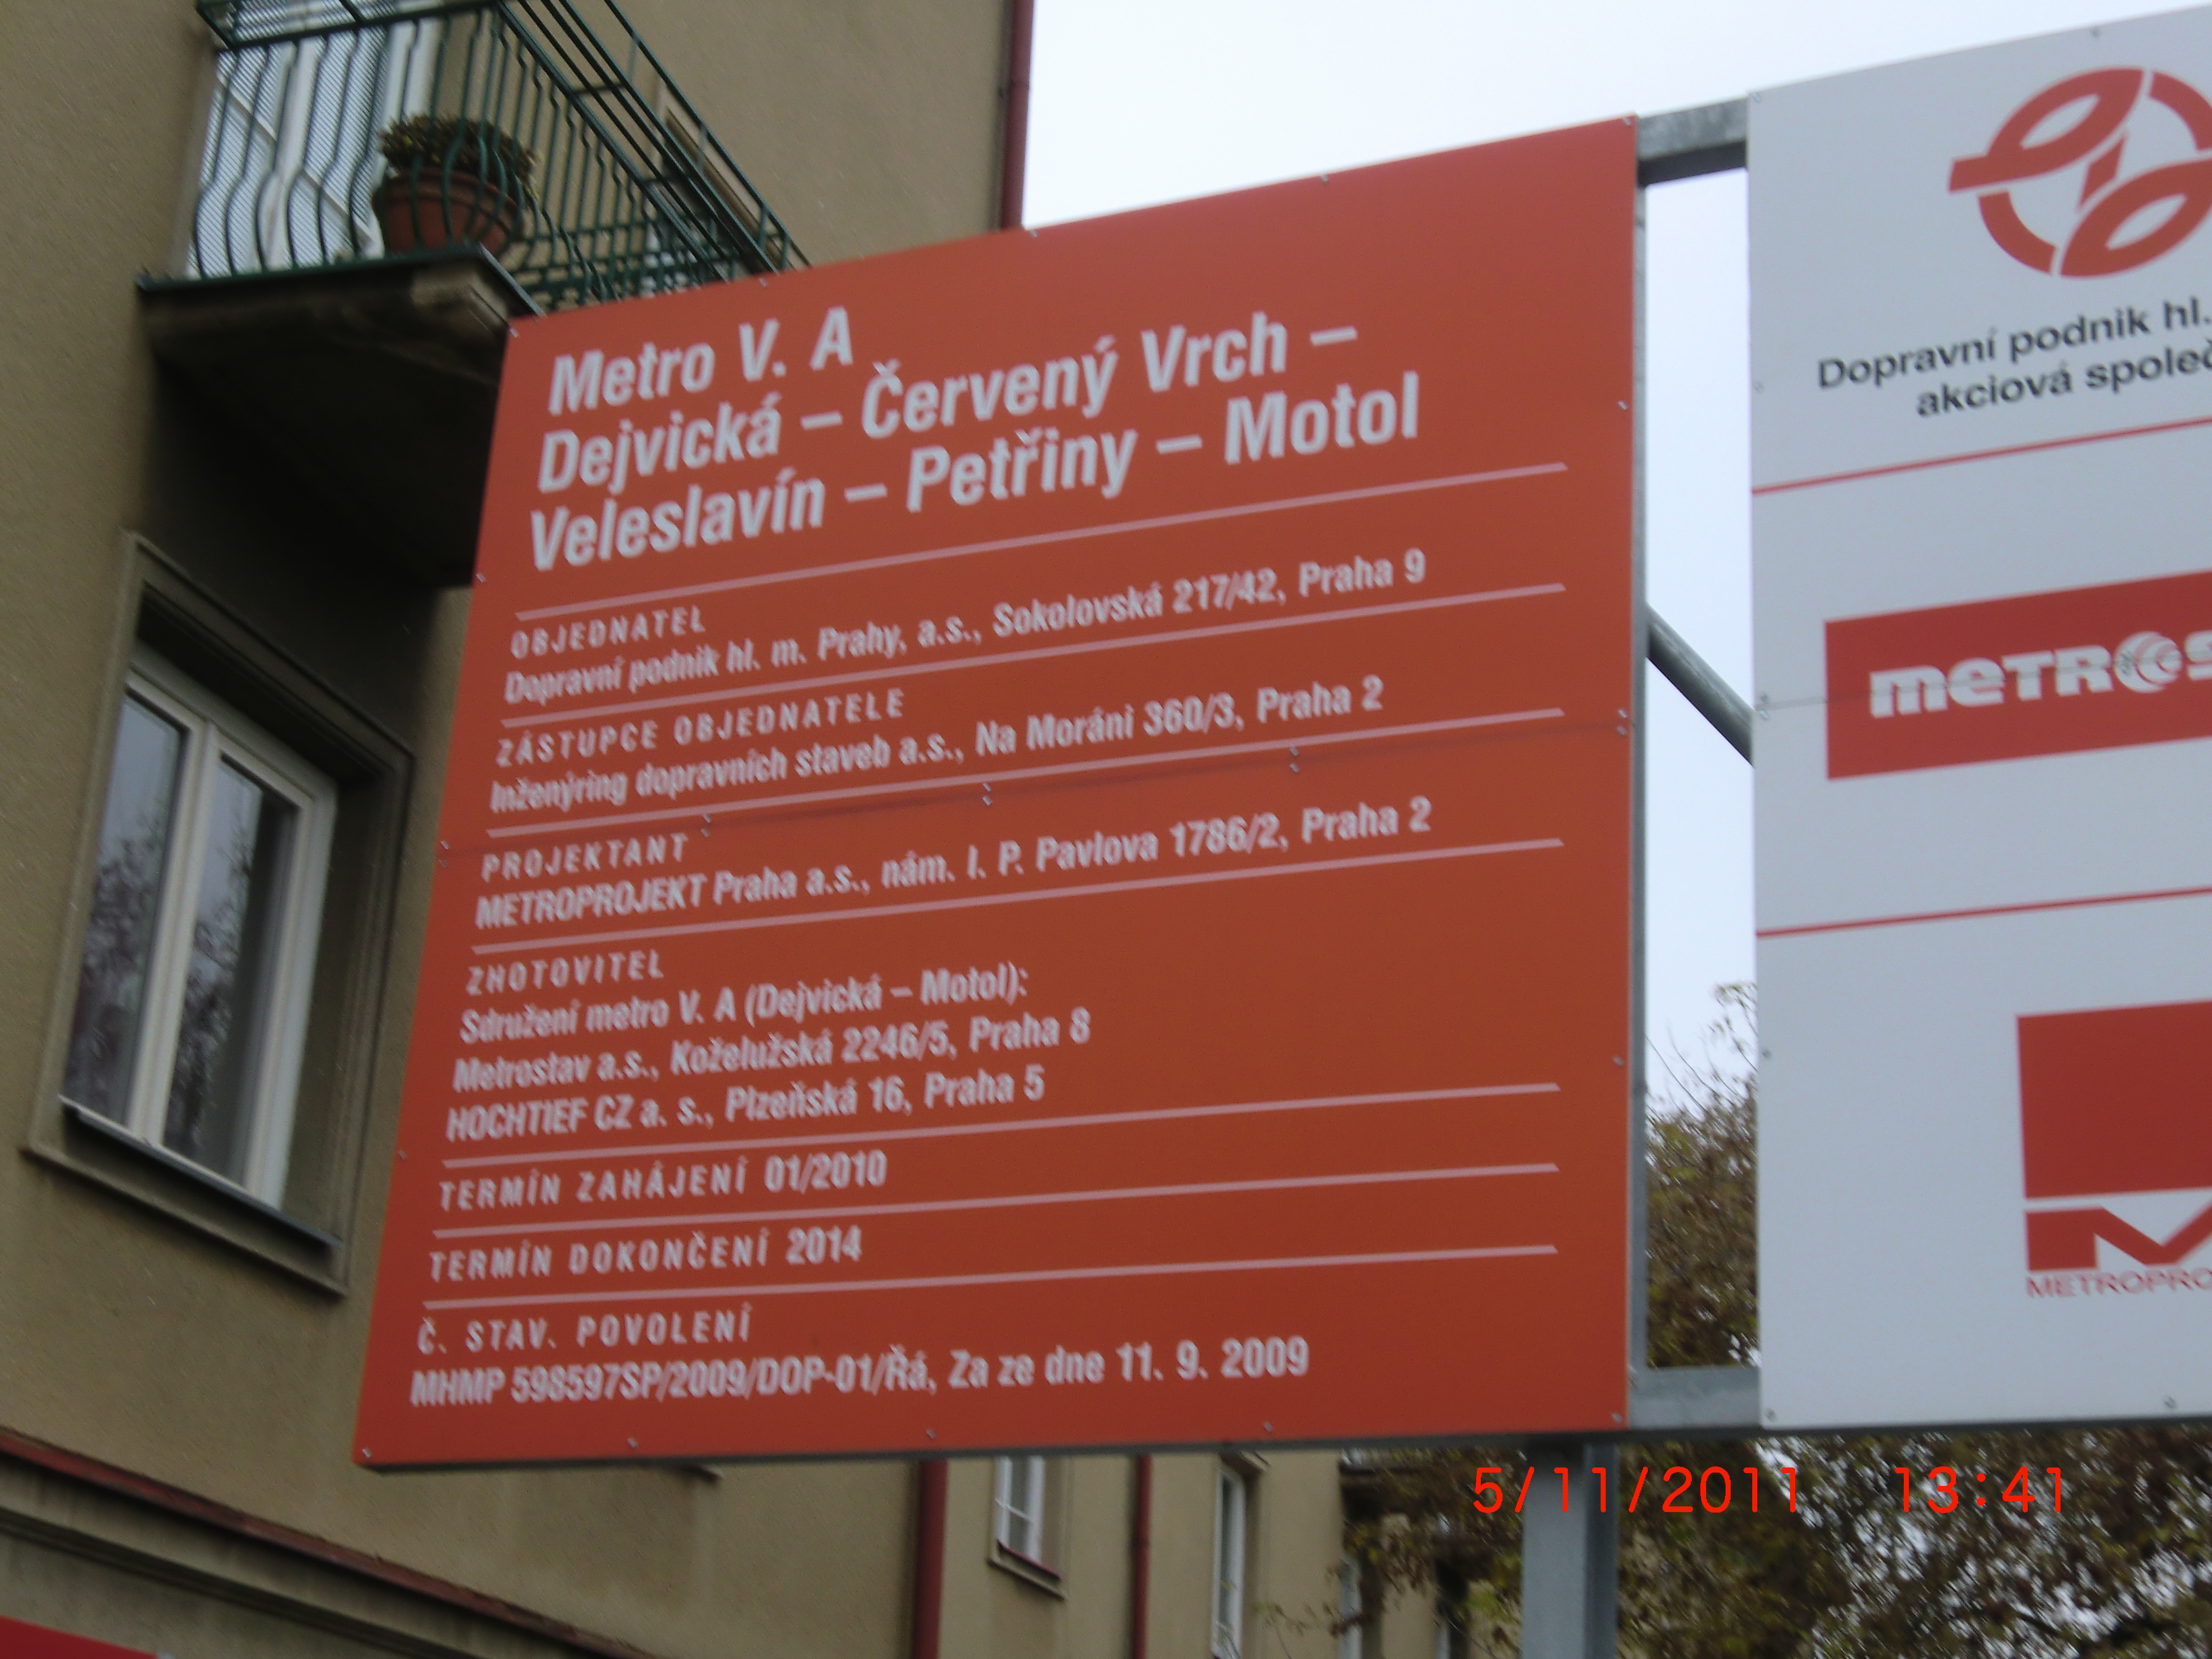 Metro V. A
Dejvická – Červený Vrch –
Veleslavín – Petřiny – Motol
OBJEDNATEL
Dopravní podnik hl. m. Prahy, a.s., Sokolovská 217/42, Praha 9
ZÁSTUPCE OBJEDNATELE
Inženýring dopravních staveb a.s., Na Moráni 360/3, Praha 2
PROJEKTANT
METROPROJEKT Praha a.s., nám. I. P. Pavlova 1786/2, Praha 2
ZHOTOVITEL
Sdružení metro V. A (Dejvická – Motol):
Metrostav a.s., Koželužská 2246/5, Praha 8
HOCHTIEF CZ a. s., Plzeňská 16, Praha 5
TERMÍN ZAHÁJENÍ 01/2010
TERMÍN DOKONČENÍ 2014
Č. STAV. POVOLENÍ
MHMP 598597SP/2009/DOP-01/Řá, Za ze dne 11. 9. 2009
Dopravní podnik hl.
akciová společ
METROS
METROPRO
5/11/2011 13:41